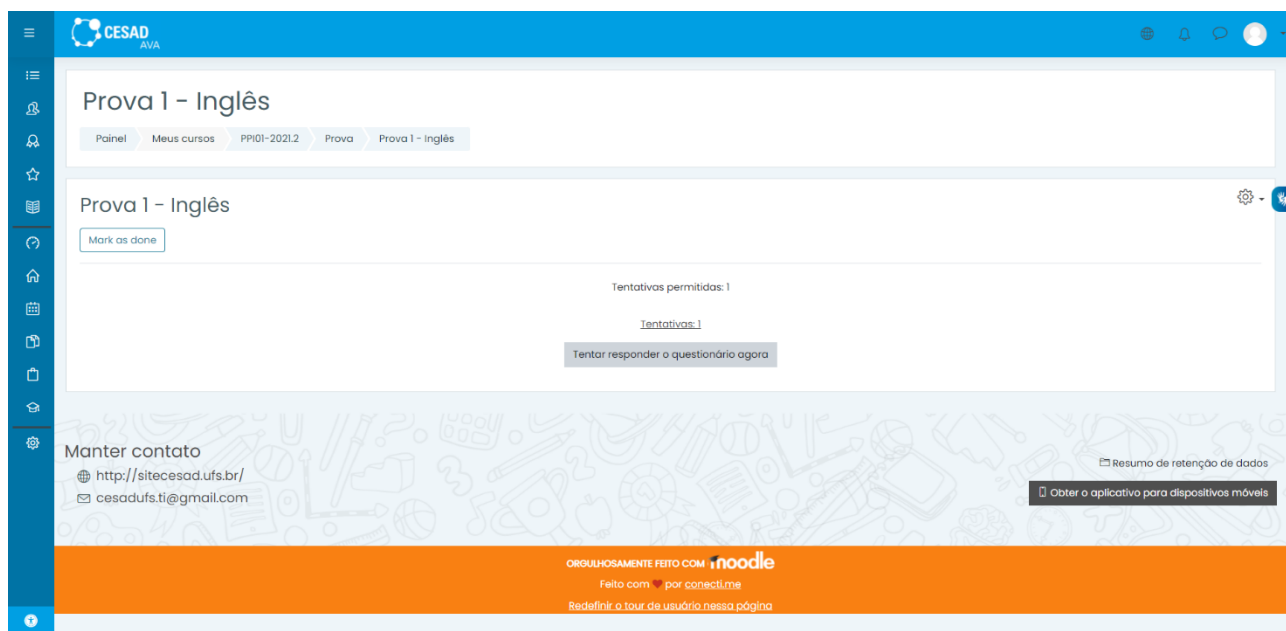 CESAD
AVA
Prova 1 - Inglês
Painel Meus cursos PPI01-2021.2 Prova Prova 1 - Inglês
Prova 1 - Inglês
Mark as done
Tentativas permitidas: 1
Tentativas: 1
Tentar responder o questionário agora
Manter contato
http://sitecesad.ufs.br/
cesadufs.ti@gmail.com
Resumo de retenção de dados
Obter o aplicativo para dispositivos móveis
ORGULHOSAMENTE FEITO COM moodle
Feito com por conecti.me
Redefinir o tour de usuário nessa página